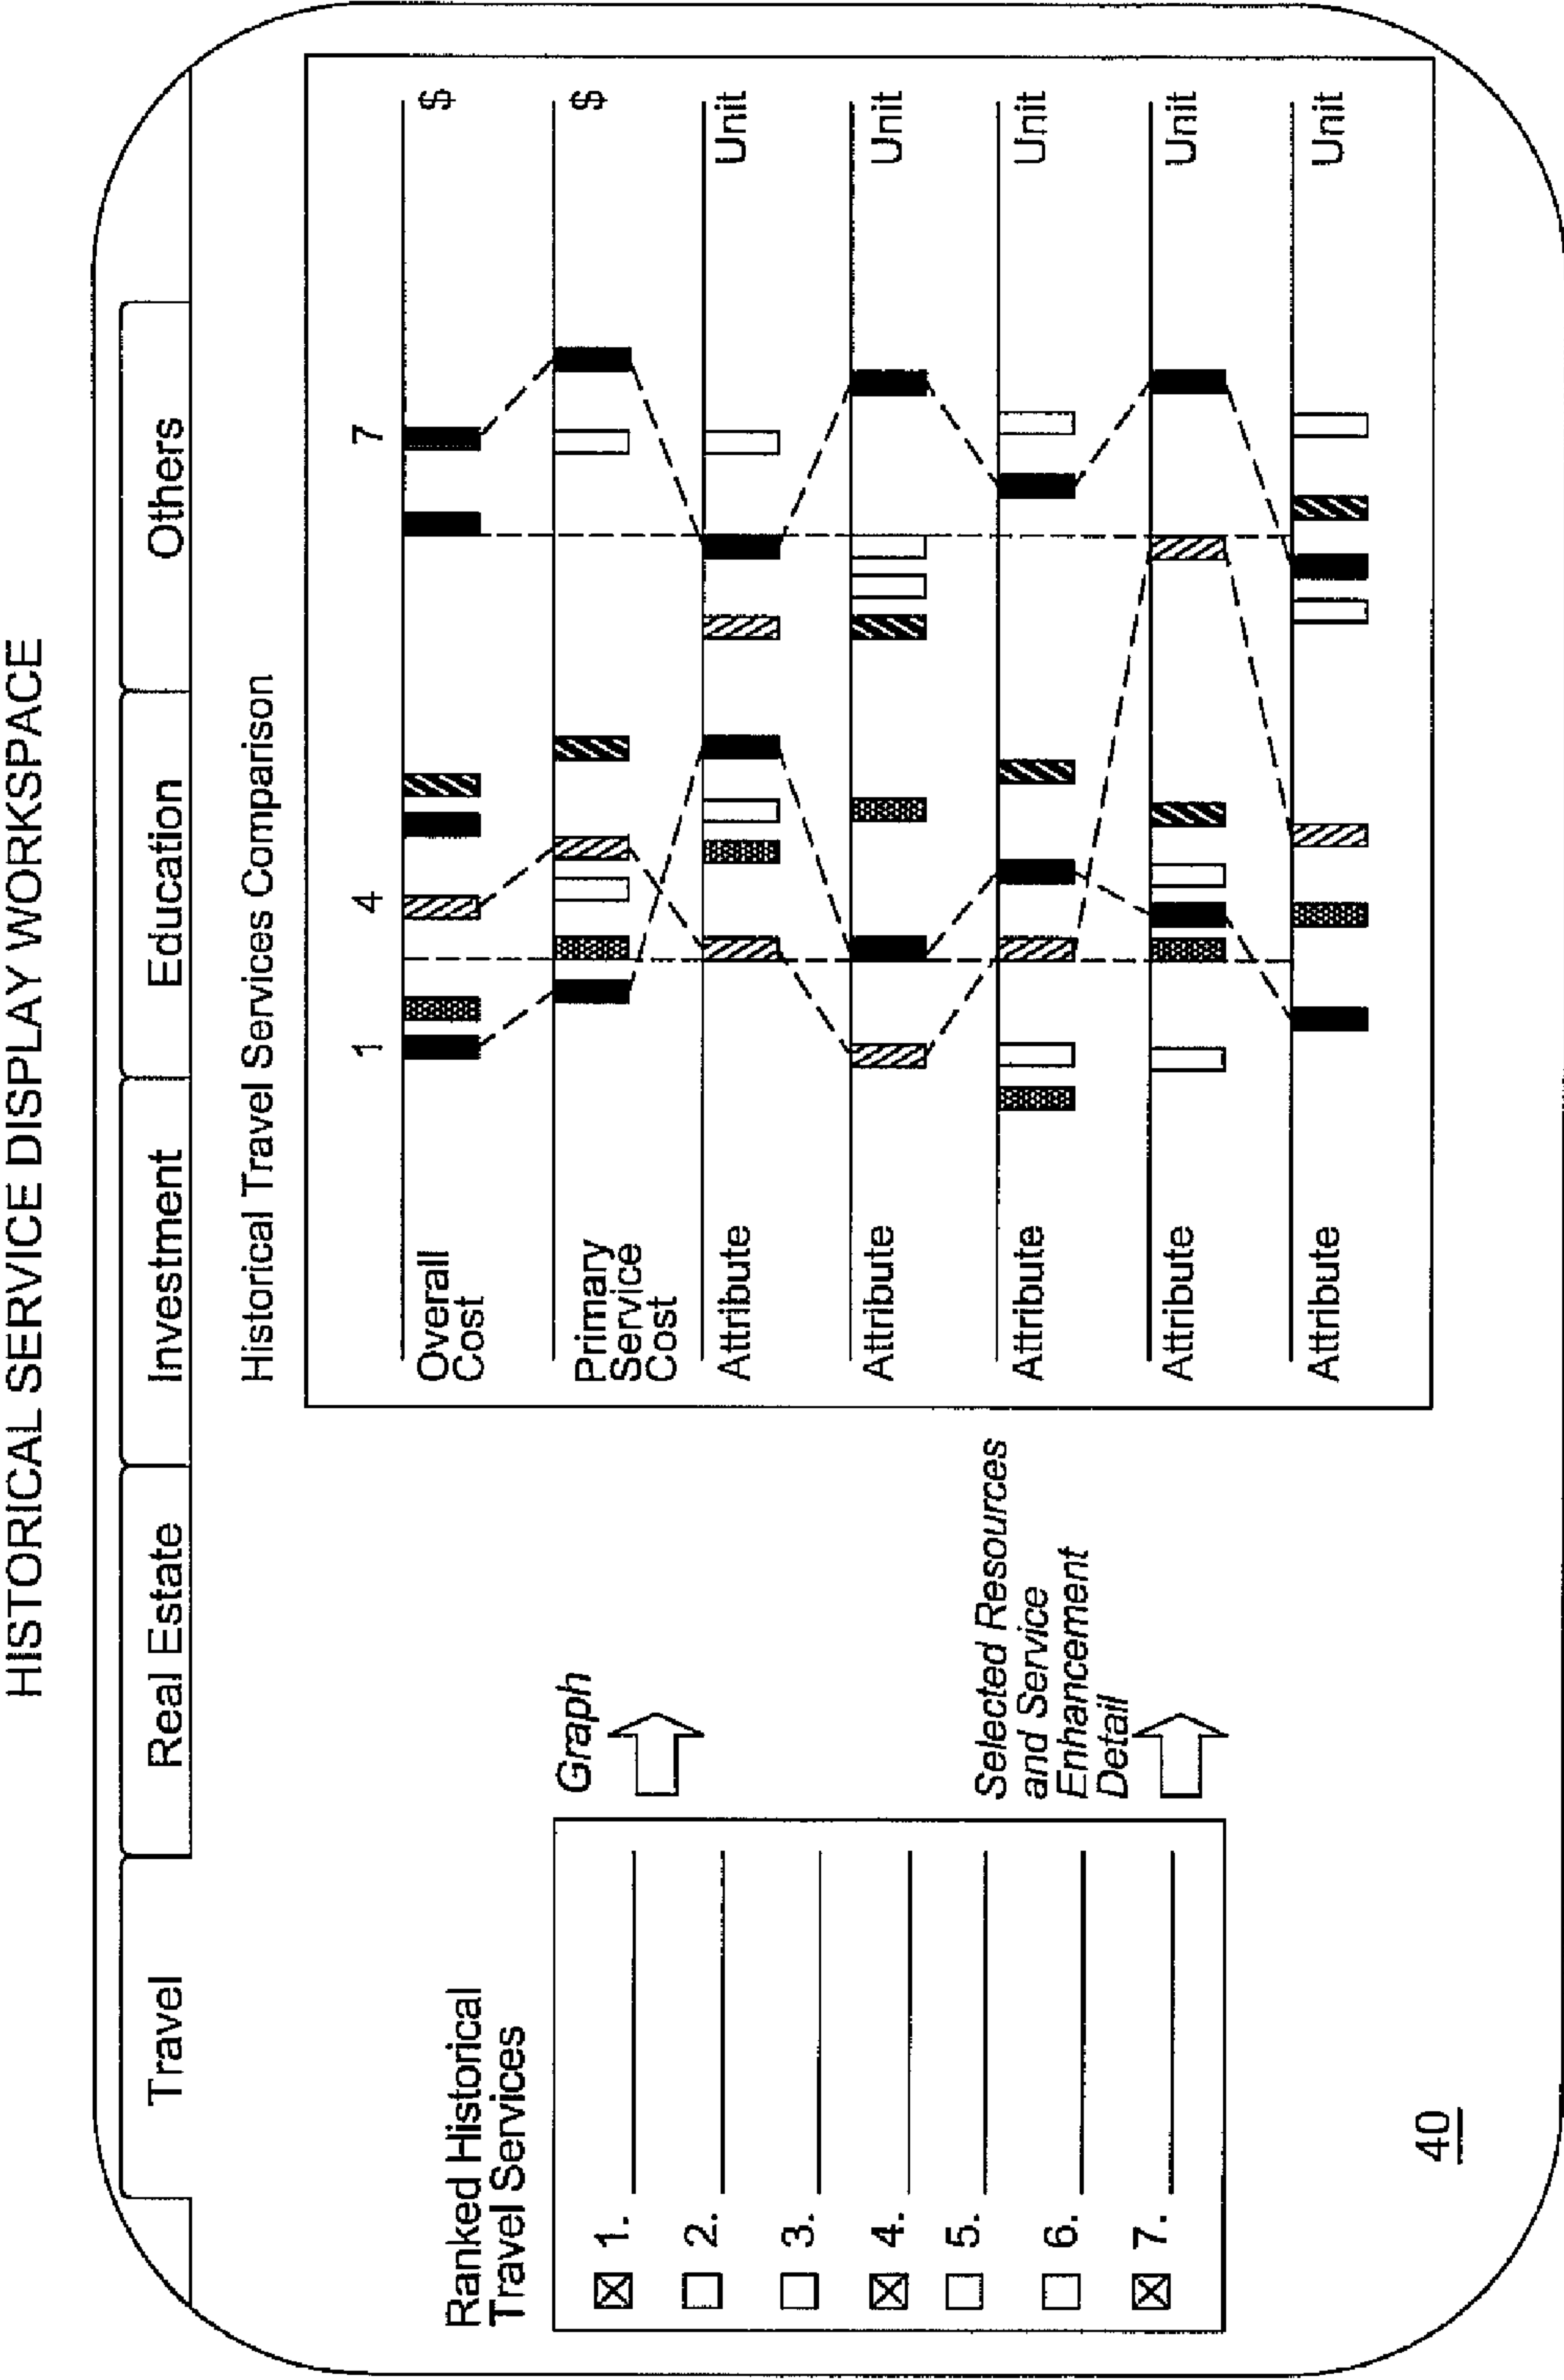 HISTORICAL SERVICE DISPLAY WORKSPACE
Travel
Real Estate
Investment
Education
Others
Ranked Historical
Travel Services
1.
2.
3.
4.
5.
6.
7.
Graph
Selected Resources
and Service
Enhancement
Detail
Historical Travel Services Comparison
1
4
7
Overall
Cost
$
Primary
Service
Cost
$
Attribute
Unit
Attribute
Unit
Attribute
Unit
Attribute
Unit
Attribute
Unit
40